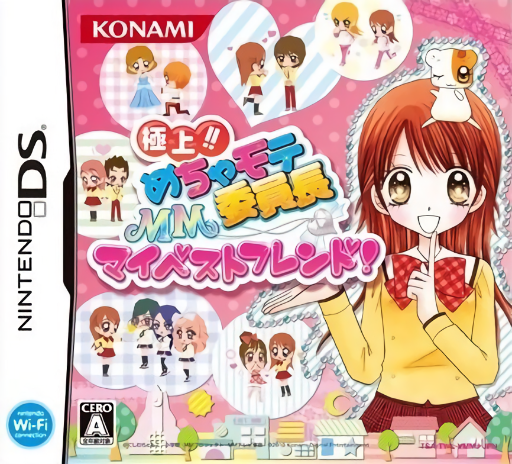 KONAMI
極上!!
めちゃモテ
委員長
MM
マイベストフレンド!
NINTENDO DS
nintendo
Wi-Fi
connection
CERO
A
全年齢対象